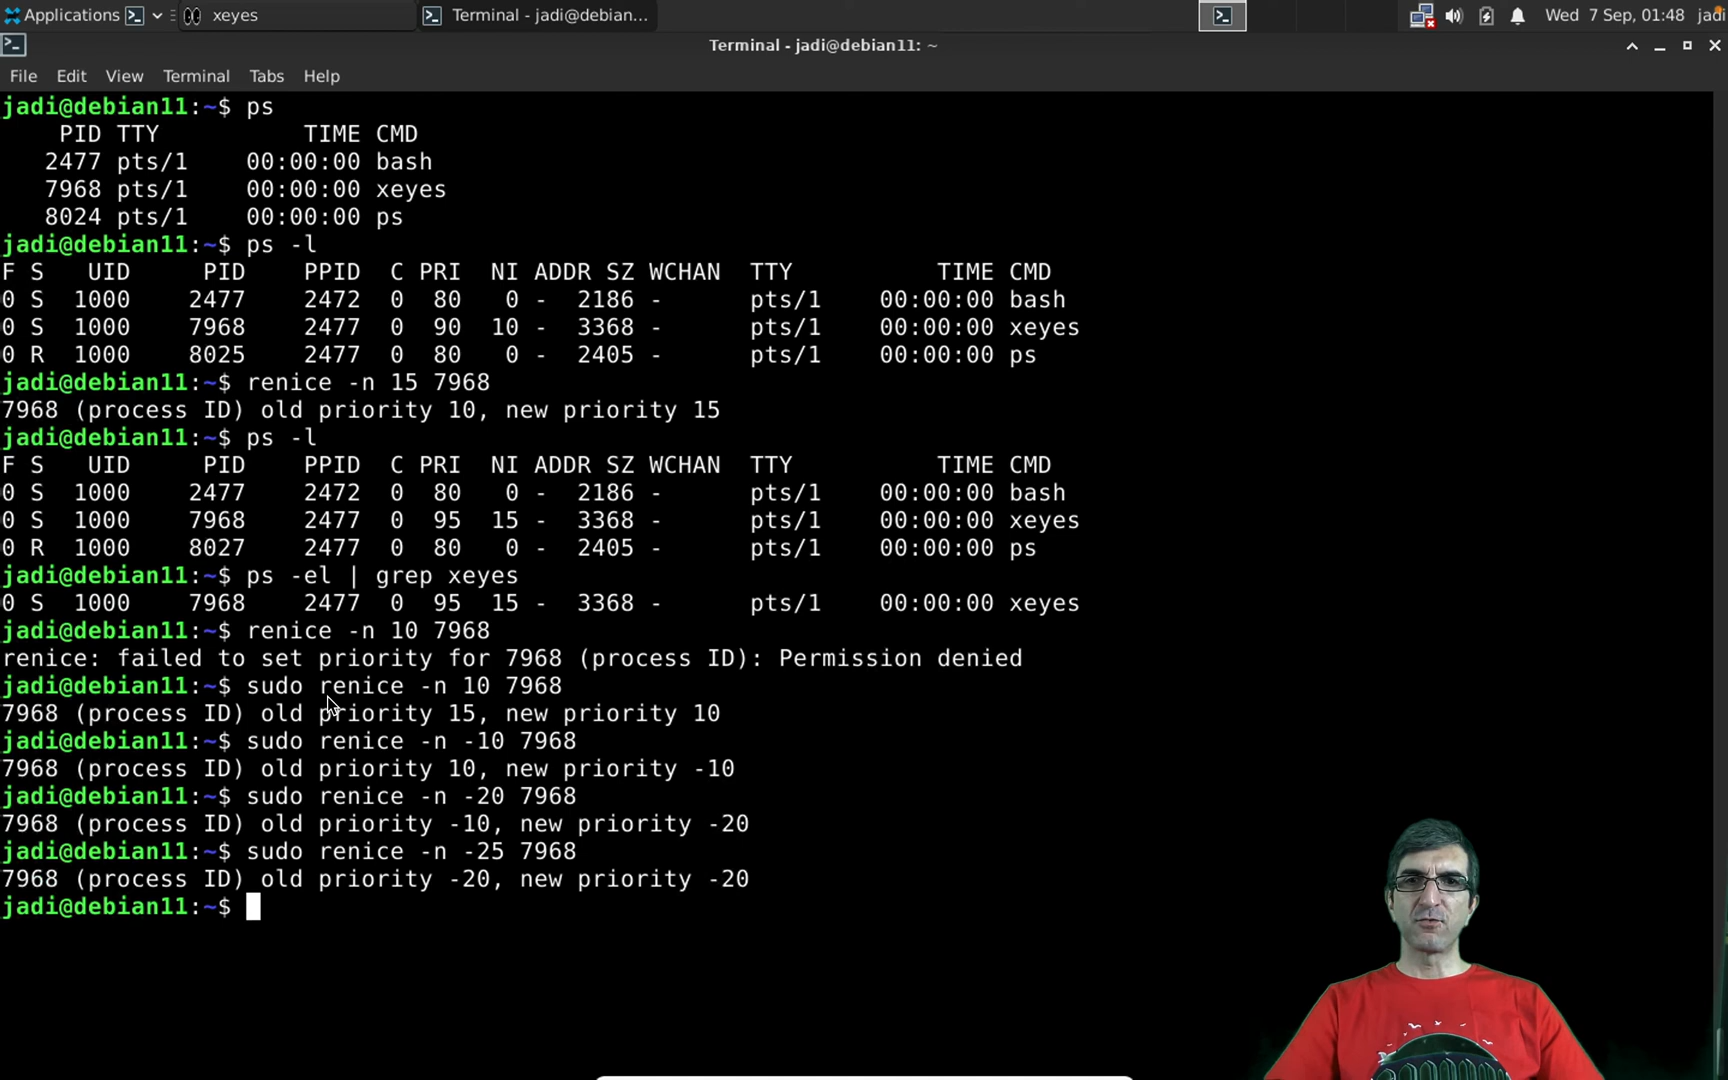 Applications xeyes Terminal - jadi@debian... Wed 7 Sep, 01:48 jadi
Terminal - jadi@debian11: ~
File Edit View Terminal Tabs Help
jadi@debian11:~$ ps
PID TTY TIME CMD
2477 pts/1 00:00:00 bash
7968 pts/1 00:00:00 xeyes
8024 pts/1 00:00:00 ps
jadi@debian11:~$ ps -l
F S UID PID PPID C PRI NI ADDR SZ WCHAN TTY TIME CMD
0 S 1000 2477 2472 0 80 0 - 2186 - pts/1 00:00:00 bash
0 S 1000 7968 2477 0 90 10 - 3368 - pts/1 00:00:00 xeyes
0 R 1000 8025 2477 0 80 0 - 2405 - pts/1 00:00:00 ps
jadi@debian11:~$ renice -n 15 7968
7968 (process ID) old priority 10, new priority 15
jadi@debian11:~$ ps -l
F S UID PID PPID C PRI NI ADDR SZ WCHAN TTY TIME CMD
0 S 1000 2477 2472 0 80 0 - 2186 - pts/1 00:00:00 bash
0 S 1000 7968 2477 0 95 15 - 3368 - pts/1 00:00:00 xeyes
0 R 1000 8027 2477 0 80 0 - 2405 - pts/1 00:00:00 ps
jadi@debian11:~$ ps -el | grep xeyes
0 S 1000 7968 2477 0 95 15 - 3368 - pts/1 00:00:00 xeyes
jadi@debian11:~$ renice -n 10 7968
renice: failed to set priority for 7968 (process ID): Permission denied
jadi@debian11:~$ sudo renice -n 10 7968
7968 (process ID) old priority 15, new priority 10
jadi@debian11:~$ sudo renice -n -10 7968
7968 (process ID) old priority 10, new priority -10
jadi@debian11:~$ sudo renice -n -20 7968
7968 (process ID) old priority -10, new priority -20
jadi@debian11:~$ sudo renice -n -25 7968
7968 (process ID) old priority -20, new priority -20
jadi@debian11:~$